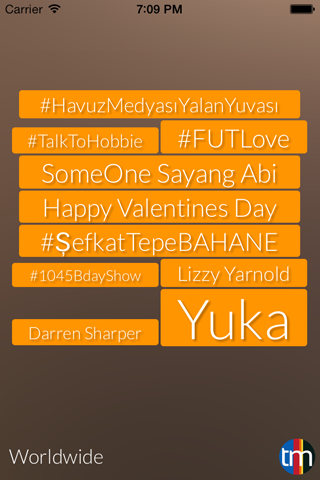 Carrier 7:09 PM
#HavuzMedyasıYalanYuvası
#TalkToHobbie #FUTLove
SomeOne Sayang Abi
Happy Valentines Day
#ŞefkatTepeBAHANE
#1045BdayShow Lizzy Yarnold
Darren Sharper Yuka
Worldwide tm